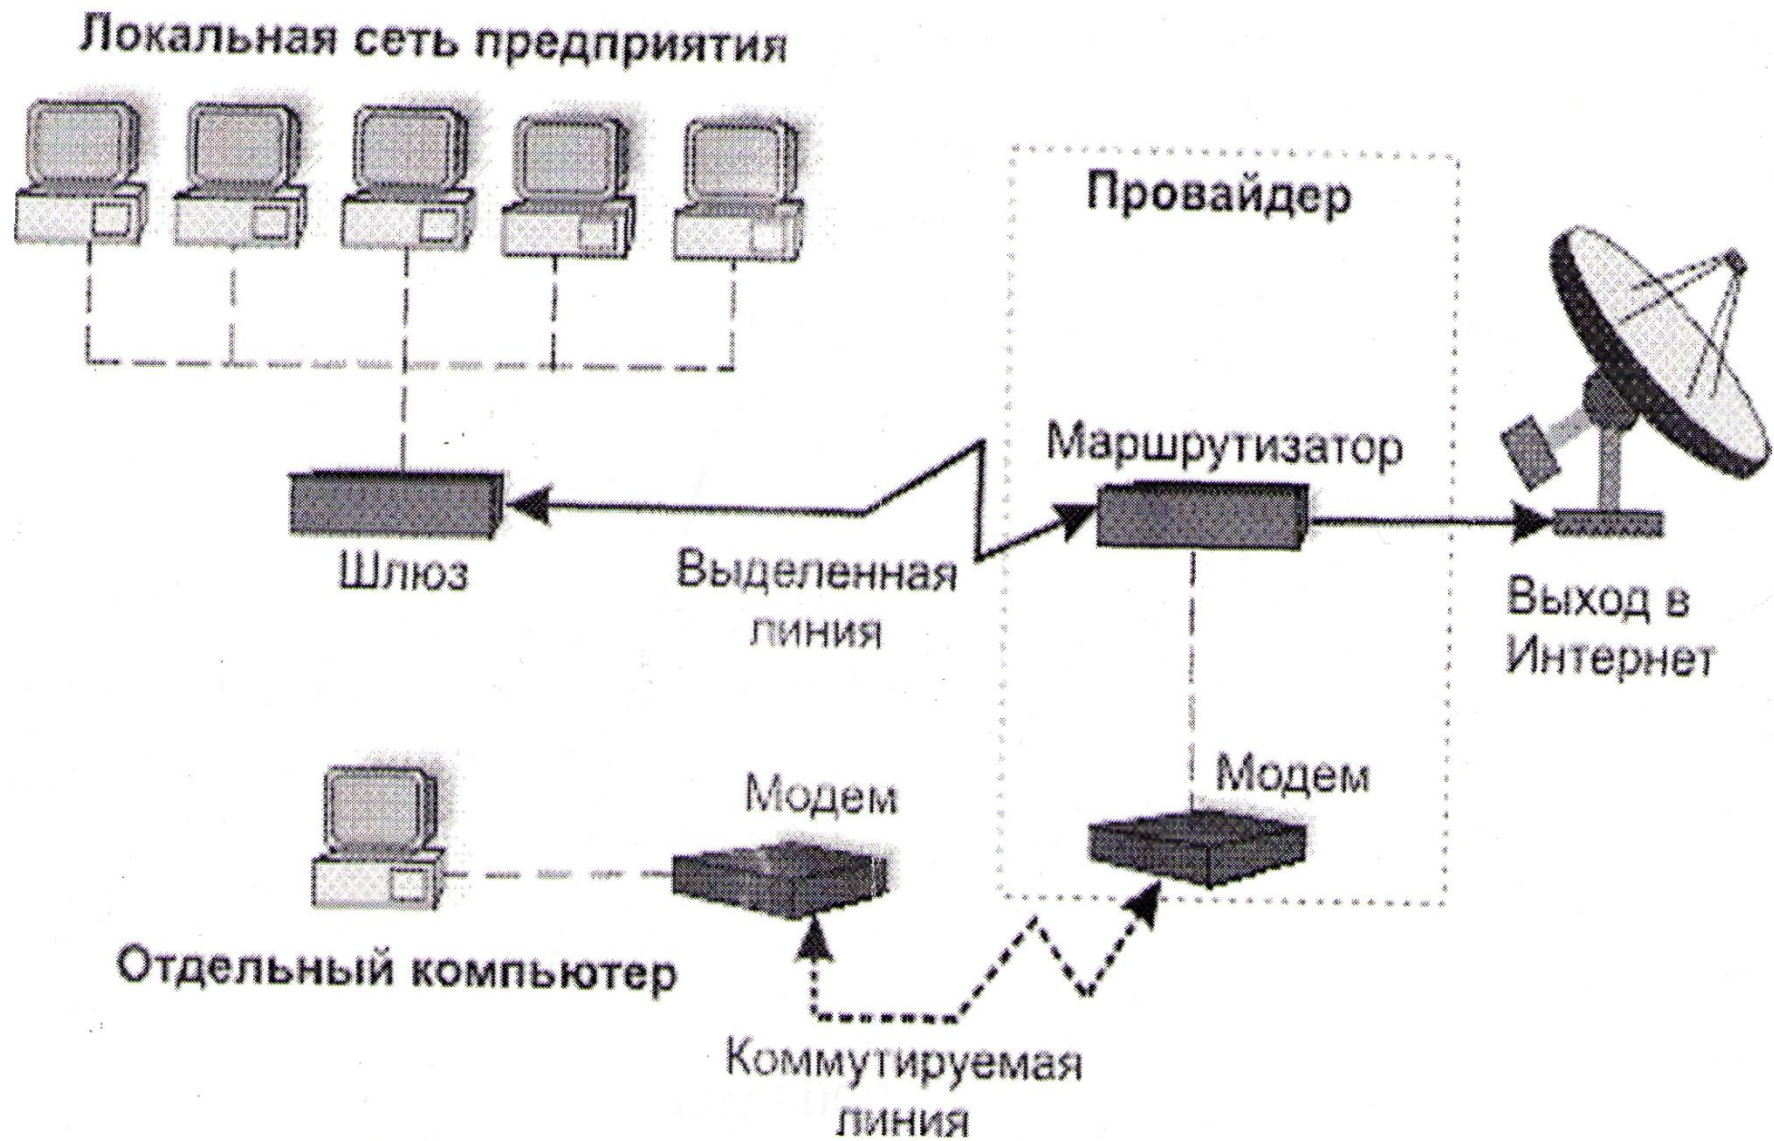 Локальная сеть предприятия
Провайдер
Маршрутизатор
Шлюз
Выделенная
линия
Выход в
Интернет
Модем
Модем
Отдельный компьютер
Коммутируемая
линия